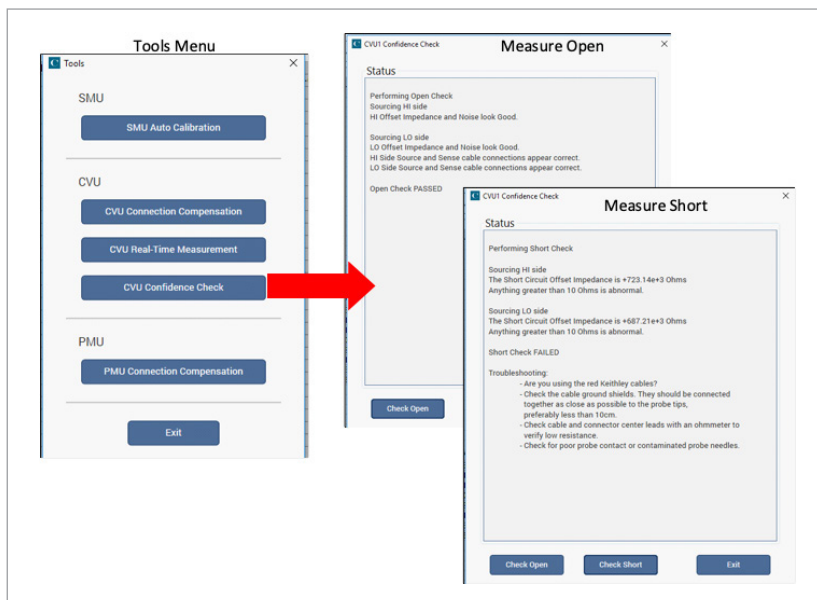 Tools Menu
Tools
SMU
SMU Auto Calibration
CVU
CVU Connection Compensation
CVU Real-Time Measurement
CVU Confidence Check
PMU
PMU Connection Compensation
Exit
CVU1 Confidence Check
Measure Open
Status
Performing Open Check
Sourcing HI side
HI Offset Impedance and Noise look Good.
Sourcing LO side
LO Offset Impedance and Noise look Good.
HI Side Source and Sense cable connections appear correct.
LO Side Source and Sense cable connections appear correct.
Open Check PASSED
Check Open
CVU1 Confidence Check
Measure Short
Status
Performing Short Check
Sourcing HI side
The Short Circuit Offset Impedance is +723.14e+3 Ohms
Anything greater than 10 Ohms is abnormal.
Sourcing LO side
The Short Circuit Offset Impedance is +687.21e+3 Ohms
Anything greater than 10 Ohms is abnormal.
Short Check FAILED
Troubleshooting:
- Are you using the red Keithley cables?
- Check the cable ground shields. They should be connected
together as close as possible to the probe tips,
preferably less than 10cm.
- Check cable and connector center leads with an ohmmeter to
verify low resistance.
- Check for poor probe contact or contaminated probe needles.
Check Open
Check Short
Exit